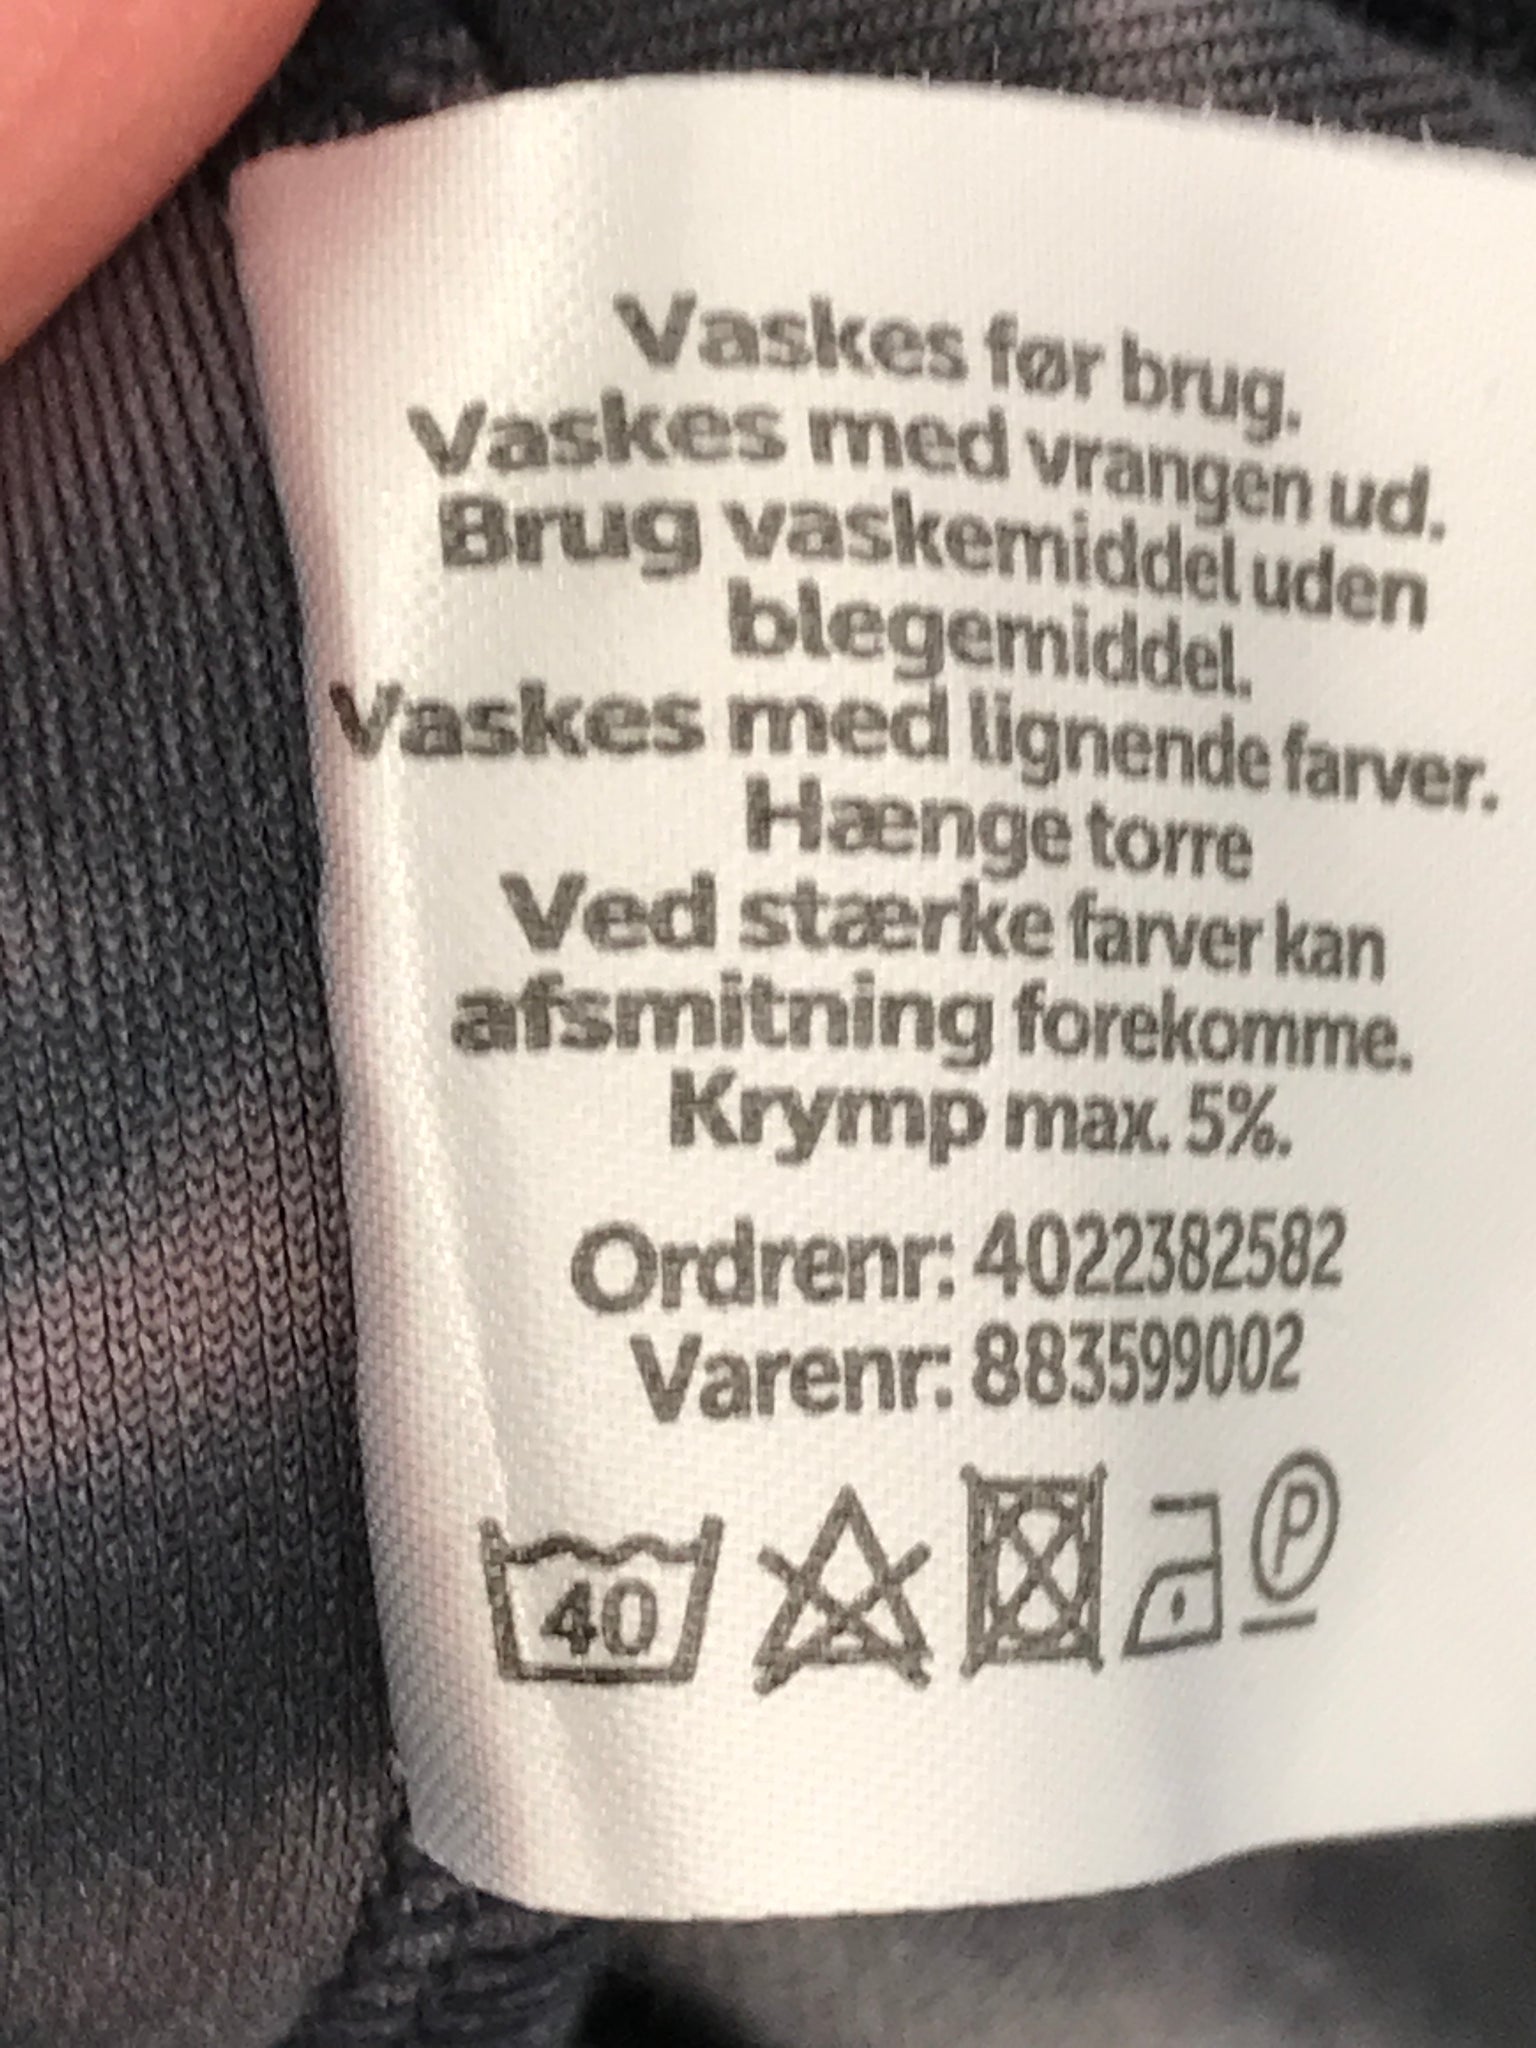 Vaskes før brug.
Vaskes med vrangen ud.
Brug vaskemiddel uden
blegemiddel.
Vaskes med lignende farver.
Hænge torre
Ved stærke farver kan
afsmitning forekomme.
Krymp max. 5%.
Ordrenr: 4022382582
Varenr: 883599002
40
P